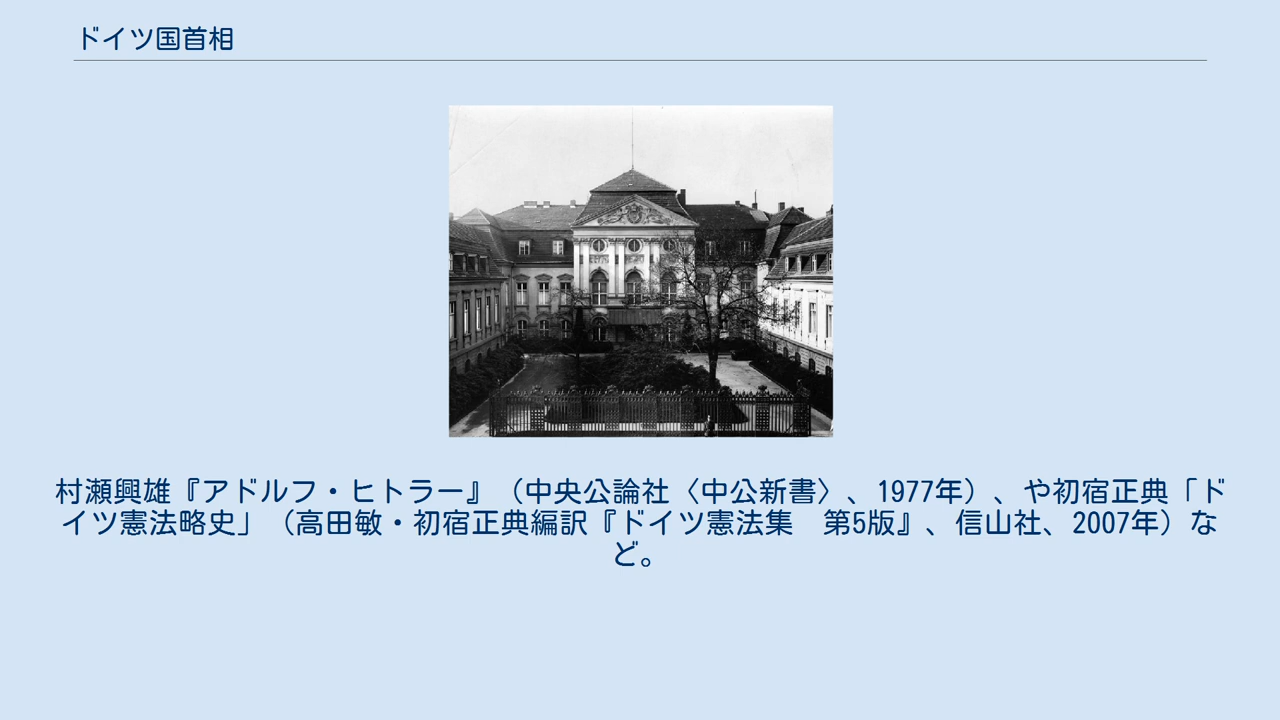 ドイツ国首相
村瀬興雄『アドルフ・ヒトラー』（中央公論社〈中公新書〉、1977年）、や初宿正典「ド
イツ憲法略史」（高田敏・初宿正典編訳『ドイツ憲法集　第5版』、信山社、2007年）な
ど。